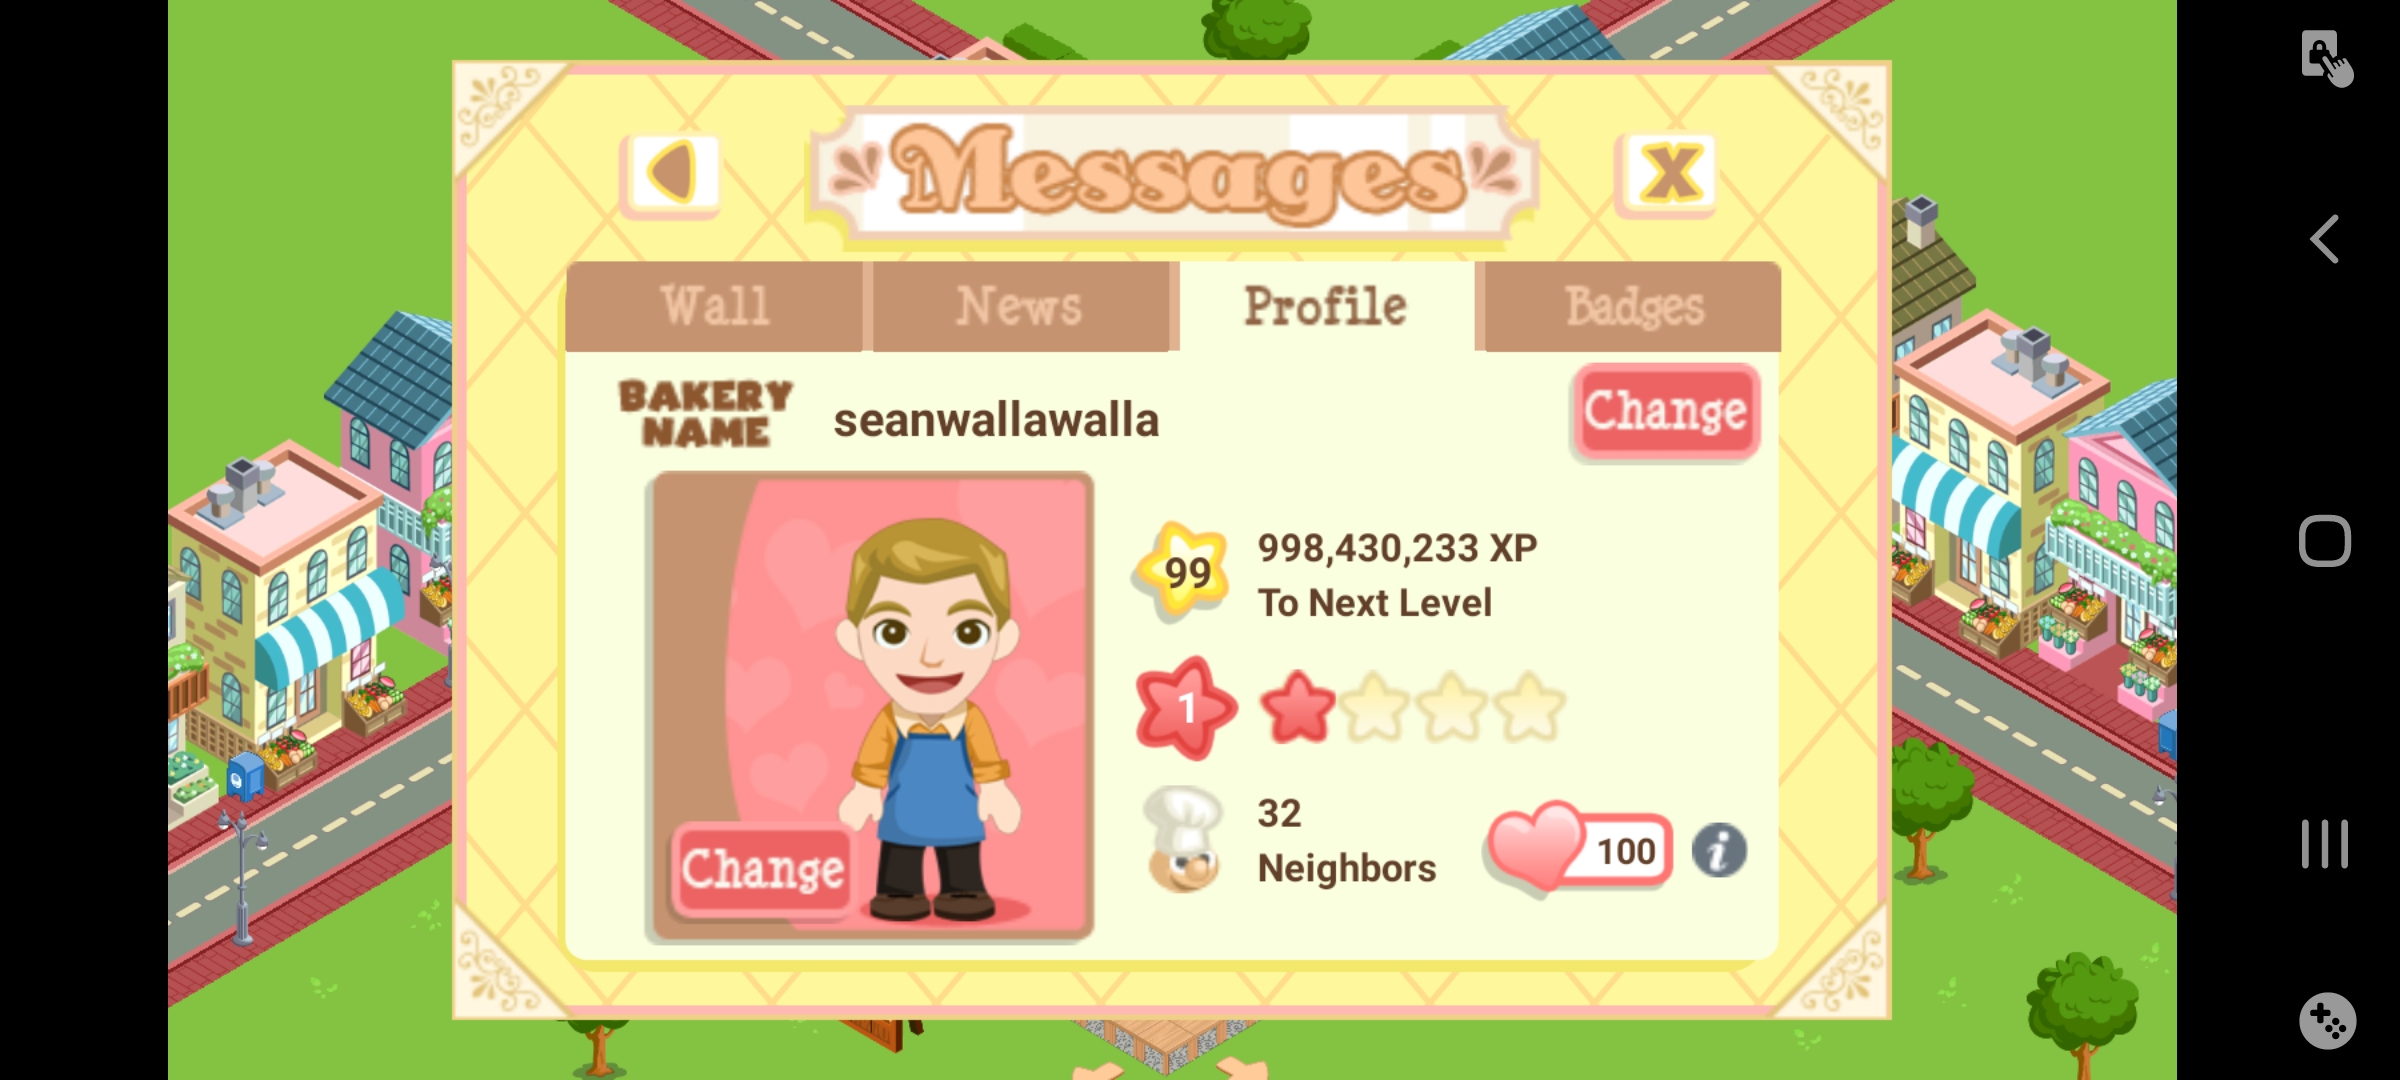 Messages
X
Wall
News
Profile
Badges
BAKERY
NAME
seanwallawalla
Change
99
998,430,233 XP
To Next Level
1
32
Neighbors
100
i
Change